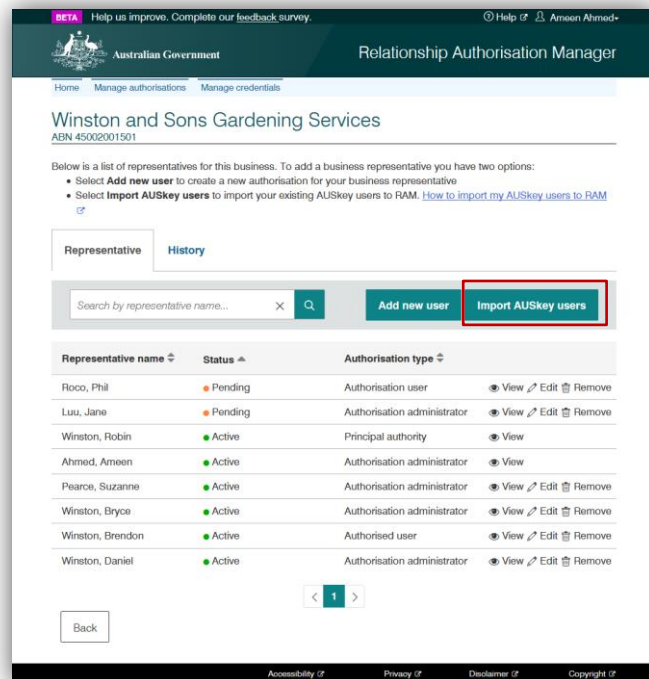 BETA Help us improve. Complete our feedback survey. Help Ameen Ahmed
Australian Government Relationship Authorisation Manager
Home Manage authorisations Manage credentials
Winston and Sons Gardening Services
ABN 45002001501
Below is a list of representatives for this business. To add a business representative you have two options:
• Select Add new user to create a new authorisation for your business representative
• Select Import AUSkey users to import your existing AUSkey users to RAM. How to import my AUSkey users to RAM
Representative History
Search by representative name... Add new user Import AUSkey users
Representative name Status Authorisation type
Roco, Phil Pending Authorisation user View Edit Remove
Luu, Jane Pending Authorisation administrator View Edit Remove
Winston, Robin Active Principal authority View
Ahmed, Ameen Active Authorisation administrator View
Pearce, Suzanne Active Authorisation administrator View Edit Remove
Winston, Bryce Active Authorisation administrator View Edit Remove
Winston, Brendon Active Authorised user View Edit Remove
Winston, Daniel Active Authorisation administrator View Edit Remove
< 1 >
Back
Accessibility Privacy Disclaimer Copyright